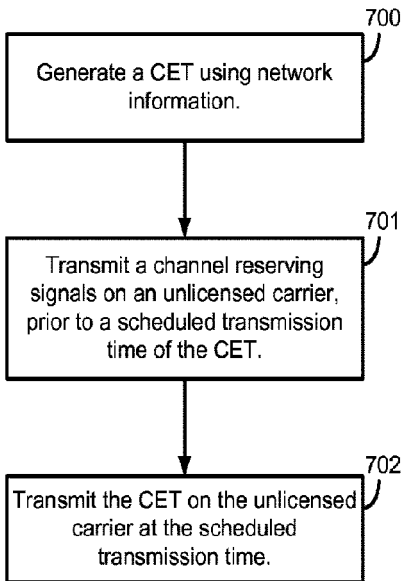 700
Generate a CET using network
information.
701
Transmit a channel reserving
signals on an unlicensed carrier,
prior to a scheduled transmission
time of the CET.
702
Transmit the CET on the unlicensed
carrier at the scheduled
transmission time.